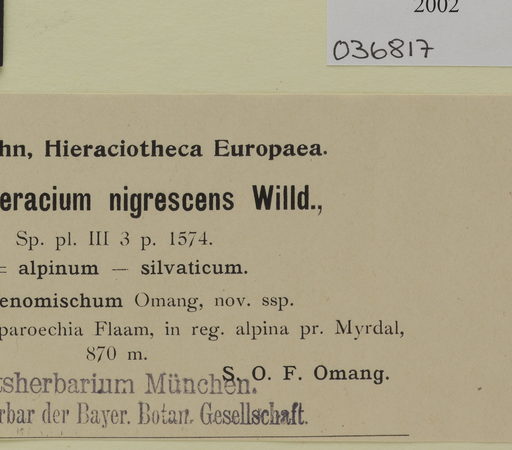 2002
036817
hn, Hieraciotheca Europaea.
eracium nigrescens Willd.,
Sp. pl. III 3 p. 1574.
= alpinum — silvaticum.
enomischum Omang, nov. ssp.
paroechia Flaam, in reg. alpina pr. Myrdal,
870 m.
S. O. F. Omang.
tsherbarium München.
rbar der Bayer. Botan. Gesellschaft.